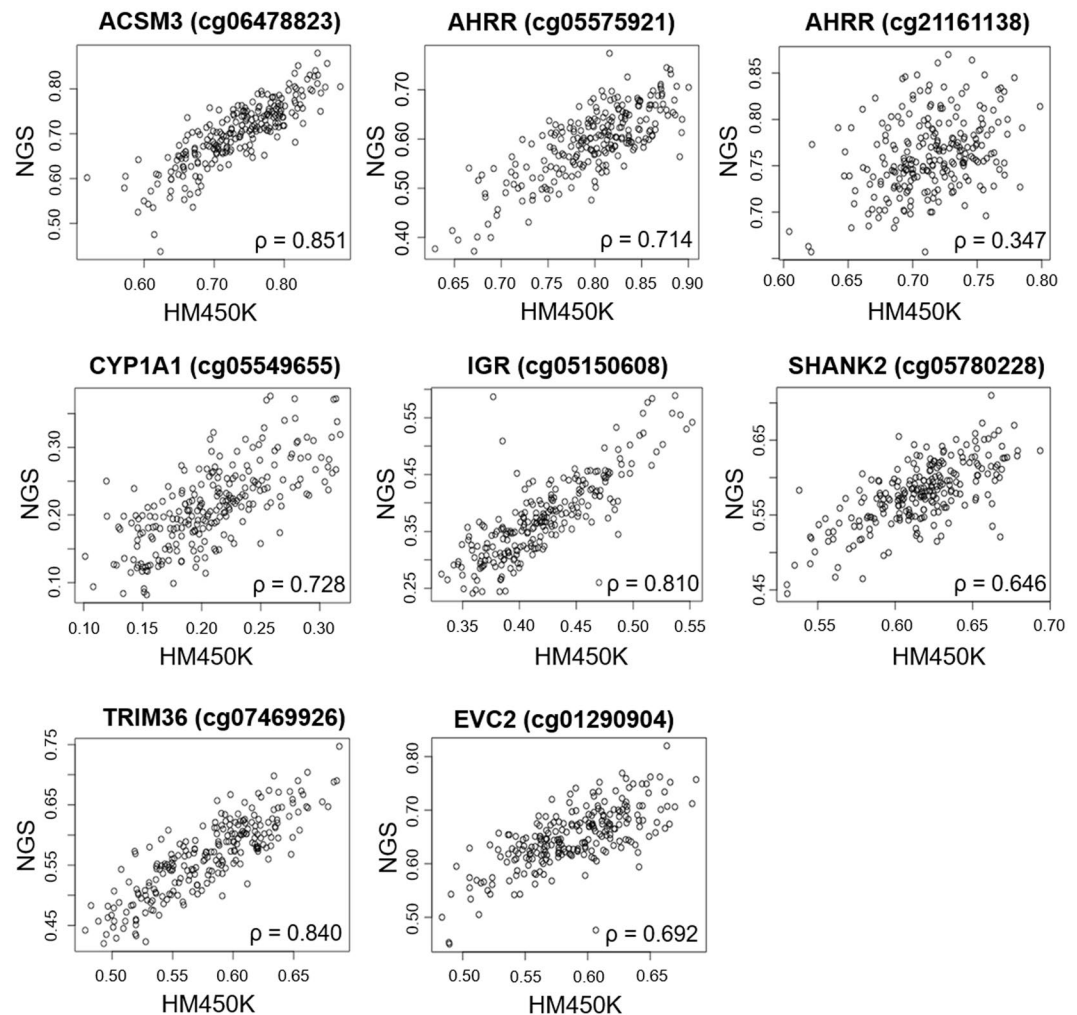 ACSM3 (cg06478823)
NGS
0.50 0.60 0.70 0.80
ρ = 0.851
0.60 0.70 0.80
HM450K
AHRR (cg05575921)
NGS
0.40 0.50 0.60 0.70
ρ = 0.714
0.65 0.70 0.75 0.80 0.85 0.90
HM450K
AHRR (cg21161138)
NGS
0.70 0.75 0.80 0.85
ρ = 0.347
0.60 0.65 0.70 0.75 0.80
HM450K
CYP1A1 (cg05549655)
NGS
0.10 0.20 0.30
ρ = 0.728
0.10 0.15 0.20 0.25 0.30
HM450K
IGR (cg05150608)
NGS
0.25 0.35 0.45 0.55
ρ = 0.810
0.35 0.40 0.45 0.50 0.55
HM450K
SHANK2 (cg05780228)
NGS
0.45 0.55 0.65
ρ = 0.646
0.55 0.60 0.65 0.70
HM450K
TRIM36 (cg07469926)
NGS
0.45 0.55 0.65 0.75
ρ = 0.840
0.50 0.55 0.60 0.65
HM450K
EVC2 (cg01290904)
NGS
0.50 0.60 0.70 0.80
ρ = 0.692
0.50 0.55 0.60 0.65
HM450K